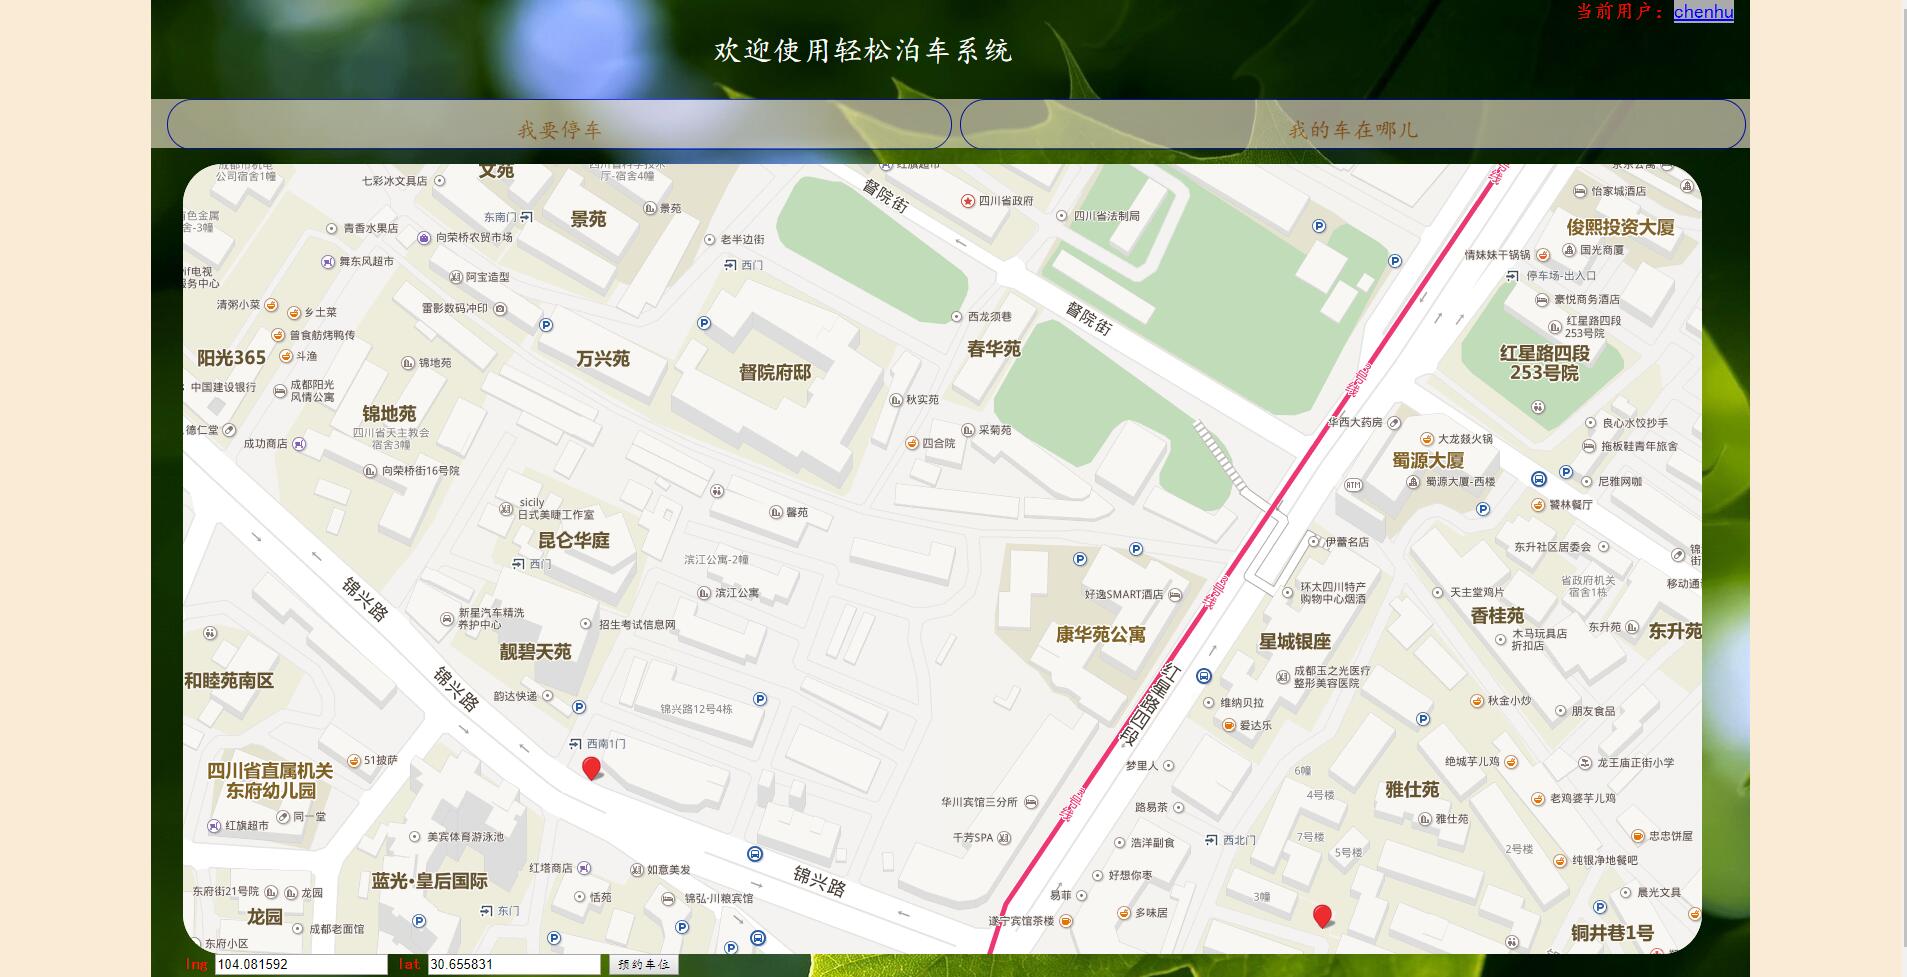 当前用户：chenhu
欢迎使用轻松泊车系统
我要停车
我的车在哪儿
公司宿舍1幢
七彩冰文具店
文苑
厅-宿舍4幢
东南门
景苑
景苑
青香水果店
向荣桥农贸市场
舞东风超市
阿宝造型
老半边街
西门
督院街
四川省政府
四川省法制局
怡家城酒店
俊熙投资大厦
情妹妹干锅锅
国光商厦
停车场-出入口
豪悦商务酒店
红星路四段
253号院
红星路四段
253号院
清粥小菜
乡土菜
雷影数码冲印
曾食舫烤鸭传
斗渔
阳光365
锦地苑
万兴苑
督院府邸
西龙须巷
春华苑
督院街
中国建设银行
成都阳光
风情公寓
锦地苑
四川省天主教会
宿舍3幢
德仁堂
成功商店
向荣桥街16号院
秋实苑
四合院
采菊苑
华西大药房
大龙燚火锅
蜀源大厦
蜀源大厦-西楼
ATM
良心水饺抄手
拖板鞋青年旅舍
尼雅网咖
饕林餐厅
sicily
日式美睫工作室
昆仑华庭
西门
馨苑
滨江公寓-2幢
滨江公寓
伊蕾名店
东升社区居委会
环太四川特产
购物中心烟酒
天主堂鸡片
省政府机关
宿舍1栋
香桂苑
木马玩具店
折扣店
东升苑
东升苑
锦兴路
新星汽车精洗
养护中心
招生考试信息网
靓碧天苑
好逸SMART酒店
康华苑公寓
星城银座
成都玉之光医疗
整形美容医院
和睦苑南区
锦兴路
韵达快递
锦兴路12号4栋
红星路四段
维纳贝拉
爱达乐
秋金小炒
朋友食品
西南1门
51披萨
四川省直属机关
东府幼儿园
同一堂
红旗超市
梦里人
6幢
4号楼
雅仕苑
绝城芋儿鸡
龙王庙正街小学
华川宾馆三分所
路易茶
老鸡婆芋儿鸡
雅仕苑
美宾体育游泳池
千芳SPA
浩洋副食
西北门
7号楼
5号楼
2号楼
忠忠饼屋
纯银净地餐吧
红塔商店
如意美发
蓝光·皇后国际
锦兴路
好想你枣
东府街21号院
龙园
龙园
东门
恬苑
锦弘·川粮宾馆
易菲
3幢
晨光文具
成都老面馆
遂宁宾馆茶楼
多味居
铜井巷1号
东府小区
lng 104.081592 lat 30.655831 预约车位